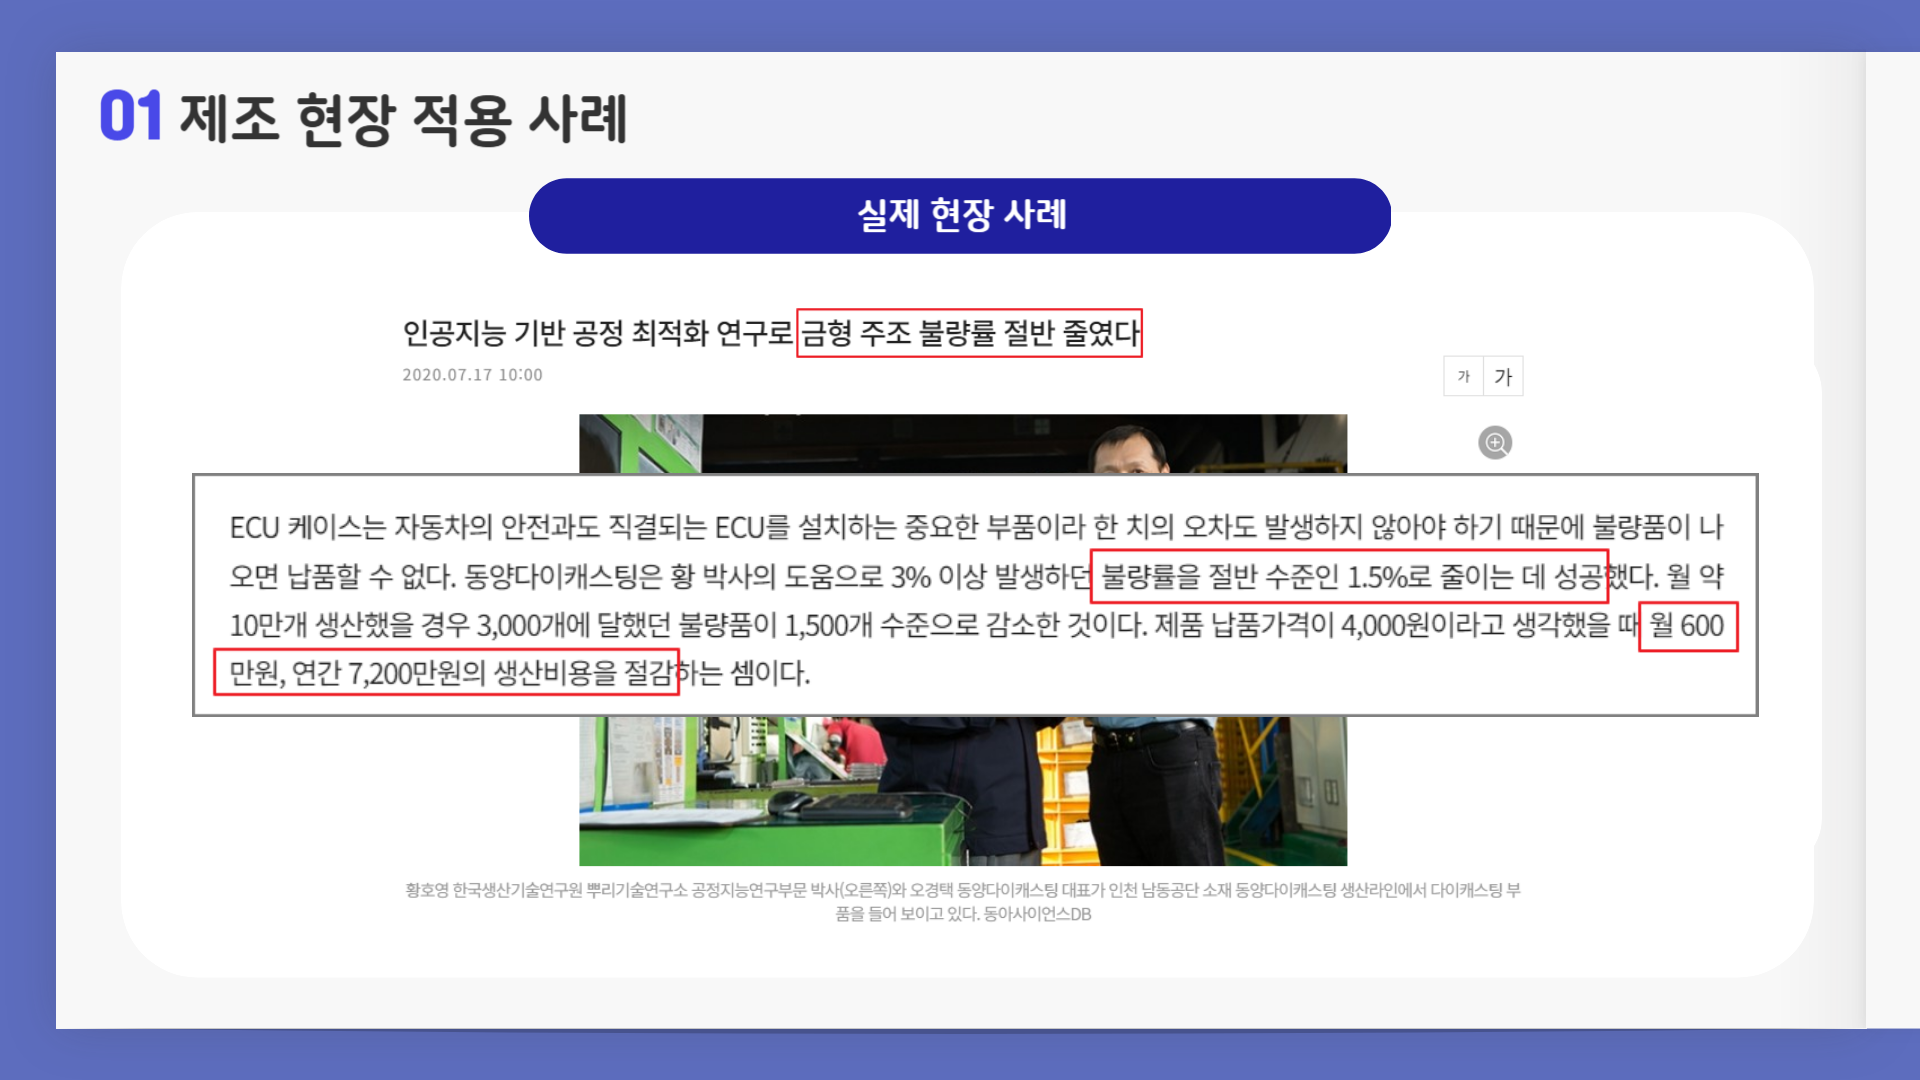 01 제조 현장 적용 사례
실제 현장 사례
인공지능 기반 공정 최적화 연구로 금형 주조 불량률 절반 줄였다
2020.07.17 10:00
가 가
ECU 케이스는 자동차의 안전과도 직결되는 ECU를 설치하는 중요한 부품이라 한 치의 오차도 발생하지 않아야 하기 때문에 불량품이 나
오면 납품할 수 없다. 동양다이캐스팅은 황 박사의 도움으로 3% 이상 발생하던 불량률을 절반 수준인 1.5%로 줄이는 데 성공했다. 월 약
10만개 생산했을 경우 3,000개에 달했던 불량품이 1,500개 수준으로 감소한 것이다. 제품 납품가격이 4,000원이라고 생각했을 때 월 600
만원, 연간 7,200만원의 생산비용을 절감하는 셈이다.
황호영 한국생산기술연구원 뿌리기술연구소 공정지능연구부문 박사(오른쪽)와 오경택 동양다이캐스팅 대표가 인천 남동공단 소재 동양다이캐스팅 생산라인에서 다이캐스팅 부
품을 들어 보이고 있다. 동아사이언스DB